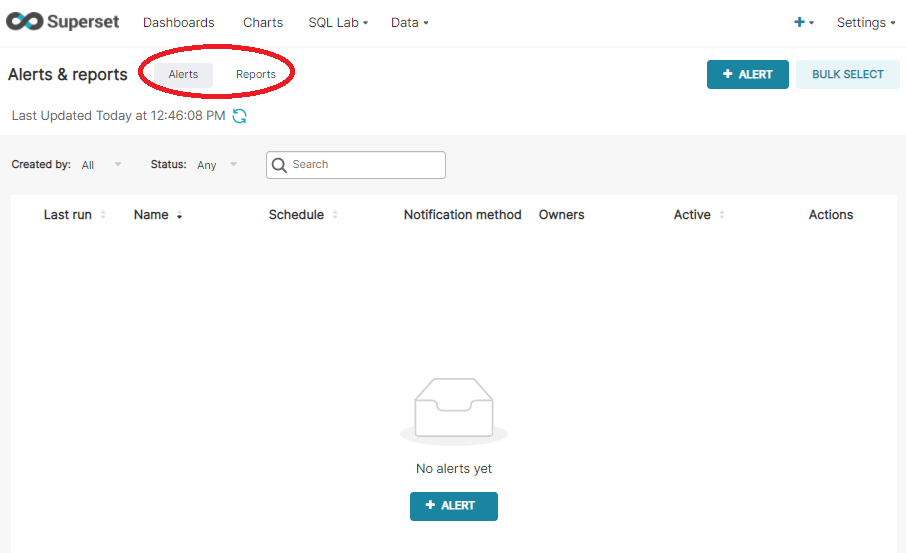 Superset Dashboards Charts SQL Lab Data + Settings
Alerts & reports Alerts Reports + ALERT BULK SELECT
Last Updated Today at 12:46:08 PM
Created by: All Status: Any Search
Last run Name Schedule Notification method Owners Active Actions
No alerts yet
+ ALERT